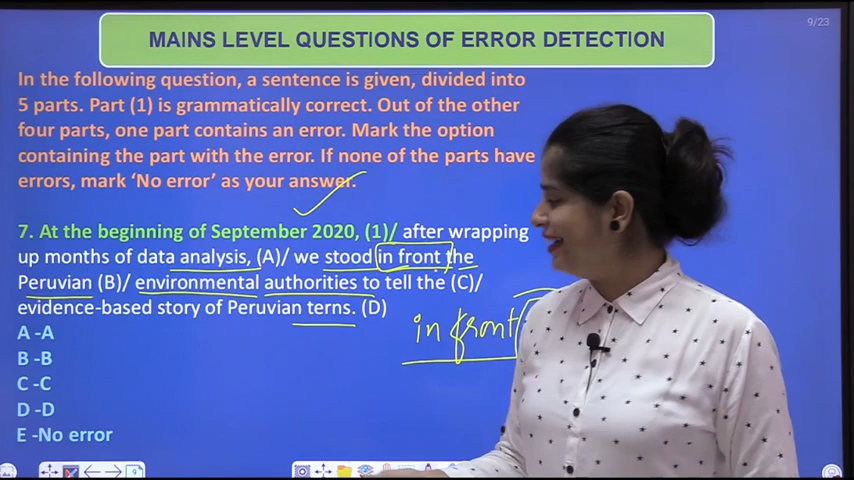 9/23
MAINS LEVEL QUESTIONS OF ERROR DETECTION
In the following question, a sentence is given, divided into
5 parts. Part (1) is grammatically correct. Out of the other
four parts, one part contains an error. Mark the option
containing the part with the error. If none of the parts have
errors, mark ‘No error’ as your answer.
7. At the beginning of September 2020, (1)/ after wrapping
up months of data analysis, (A)/ we stood in front the
Peruvian (B)/ environmental authorities to tell the (C)/
evidence-based story of Peruvian terns. (D)
in front
A -A
B -B
C -C
D -D
E -No error
9